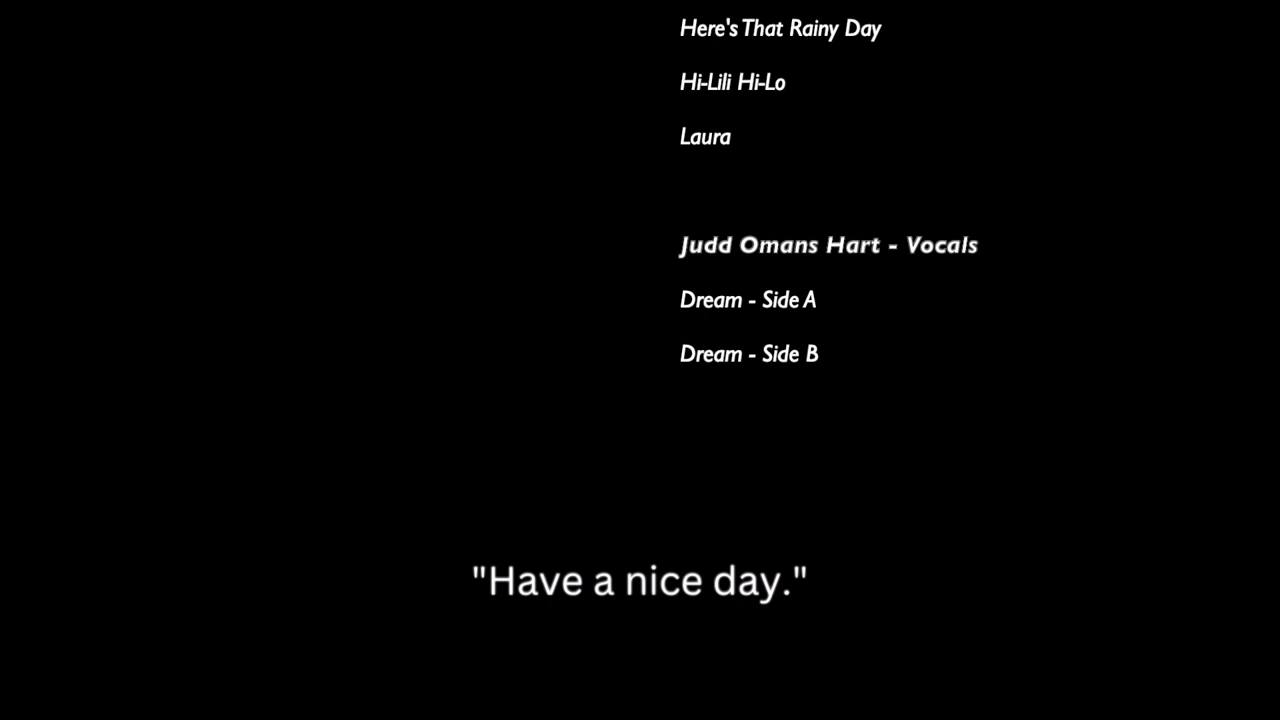 Here's That Rainy Day
Hi-Lili Hi-Lo
Laura
Judd Omans Hart - Vocals
Dream - Side A
Dream - Side B
"Have a nice day."